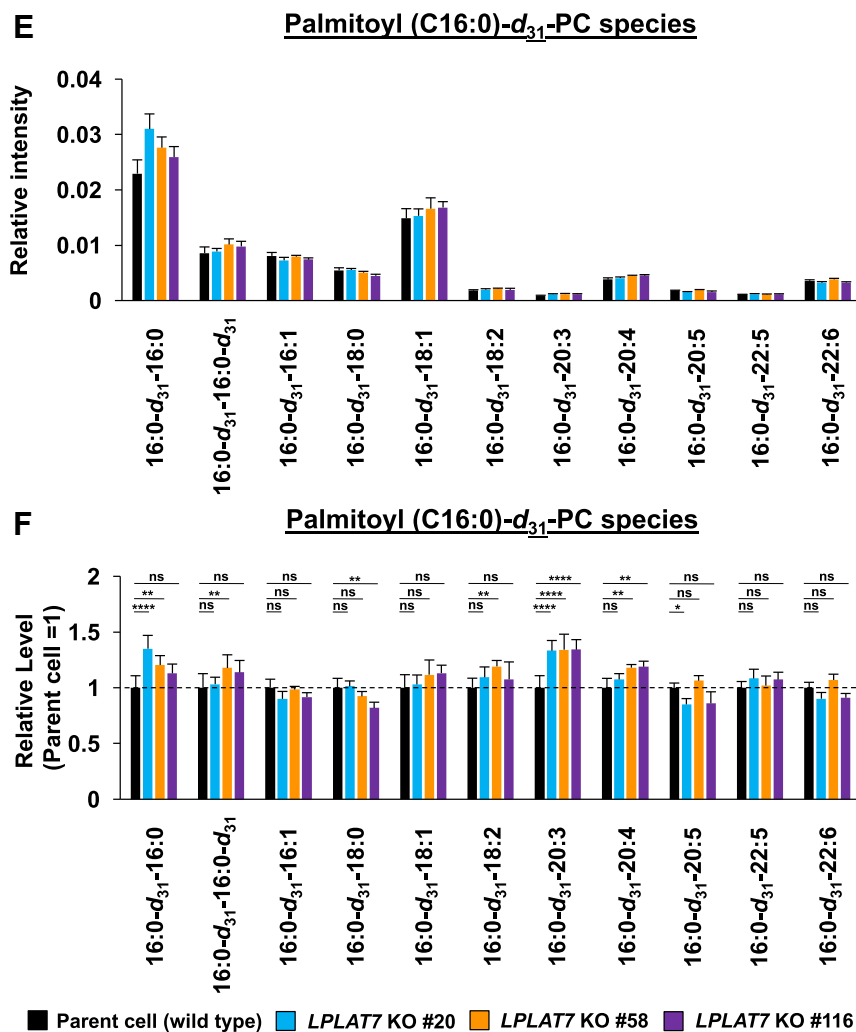 E
Palmitoyl (C16:0)-d31-PC species
Relative intensity
0.04
0.03
0.02
0.01
0
16:0-d31-16:0
16:0-d31-16:0-d31
16:0-d31-16:1
16:0-d31-18:0
16:0-d31-18:1
16:0-d31-18:2
16:0-d31-20:3
16:0-d31-20:4
16:0-d31-20:5
16:0-d31-22:5
16:0-d31-22:6
F
Palmitoyl (C16:0)-d31-PC species
Relative Level
(Parent cell =1)
2
1.5
1
0.5
0
ns ns ns ** ns ns **** ** ns ns ns
** ** ns ns ns ** **** ** ns ns ns
**** ns ns ns ns ns **** ns * ns ns
16:0-d31-16:0
16:0-d31-16:0-d31
16:0-d31-16:1
16:0-d31-18:0
16:0-d31-18:1
16:0-d31-18:2
16:0-d31-20:3
16:0-d31-20:4
16:0-d31-20:5
16:0-d31-22:5
16:0-d31-22:6
Parent cell (wild type) LPLAT7 KO #20 LPLAT7 KO #58 LPLAT7 KO #116